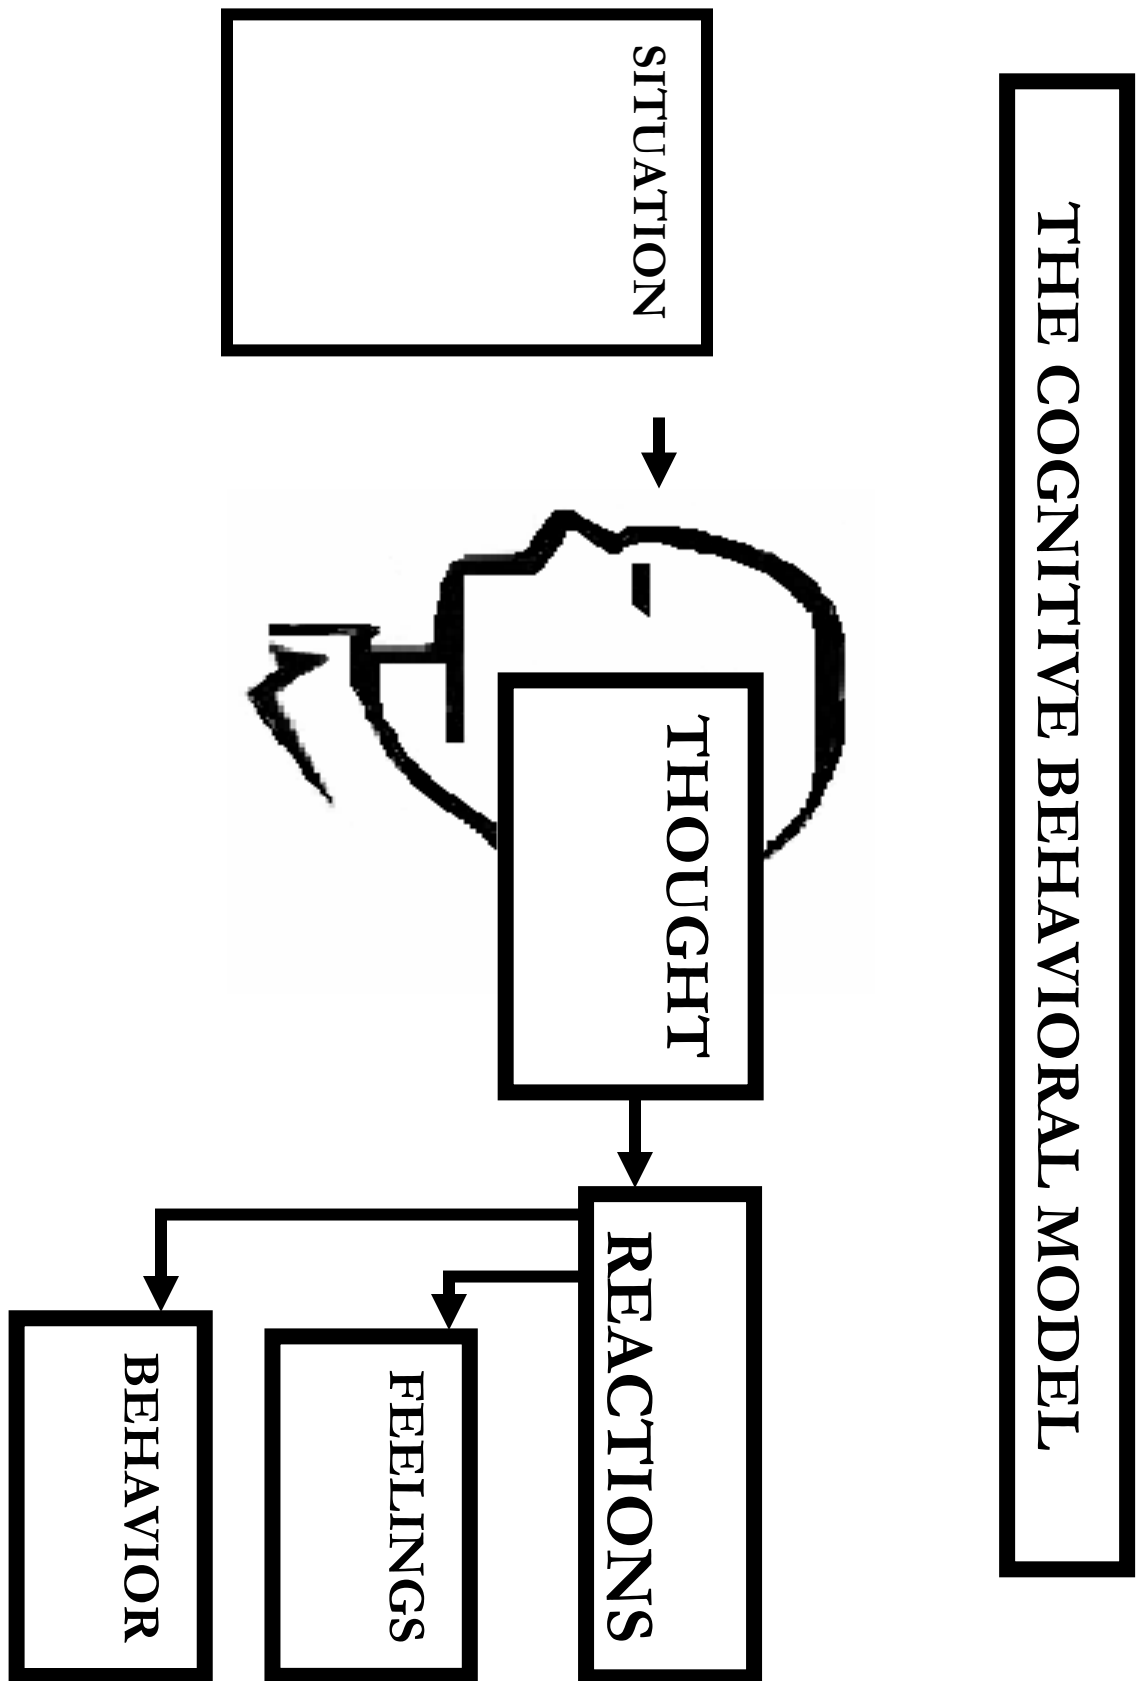 THE COGNITIVE BEHAVIORAL MODEL
SITUATION
THOUGHT
REACTIONS
FEELINGS
BEHAVIOR